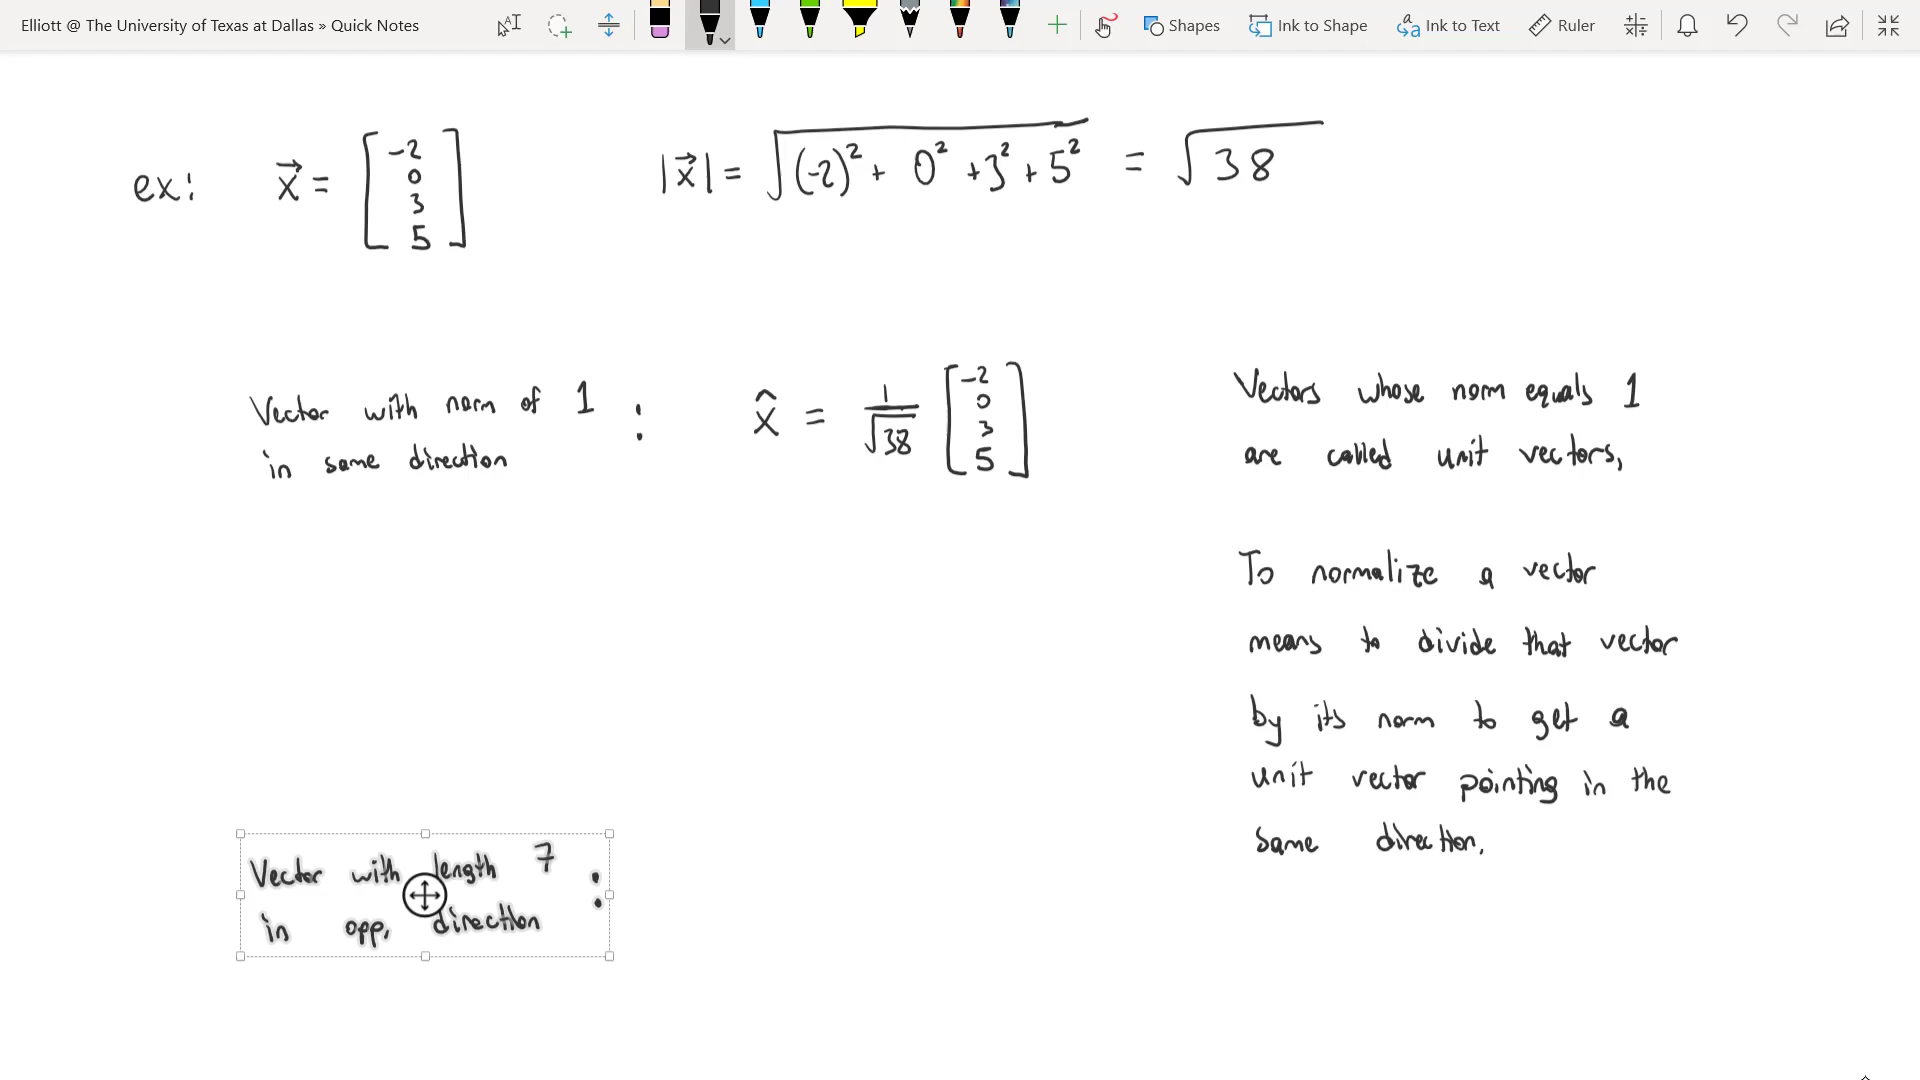 Elliott @ The University of Texas at Dallas » Quick Notes
Shapes
Ink to Shape
Ink to Text
Ruler
ex: x⃗ = [-2 0 3 5] |x⃗| = √((-2)² + 0² + 3² + 5²) = √38
Vector with norm of 1 :
in same direction
x̂ = 1/√38 [-2 0 3 5]
Vectors whose norm equals 1
are called unit vectors,
To normalize a vector
means to divide that vector
by its norm to get a
unit vector pointing in the
same direction,
Vector with length 7 :
in opp, direction